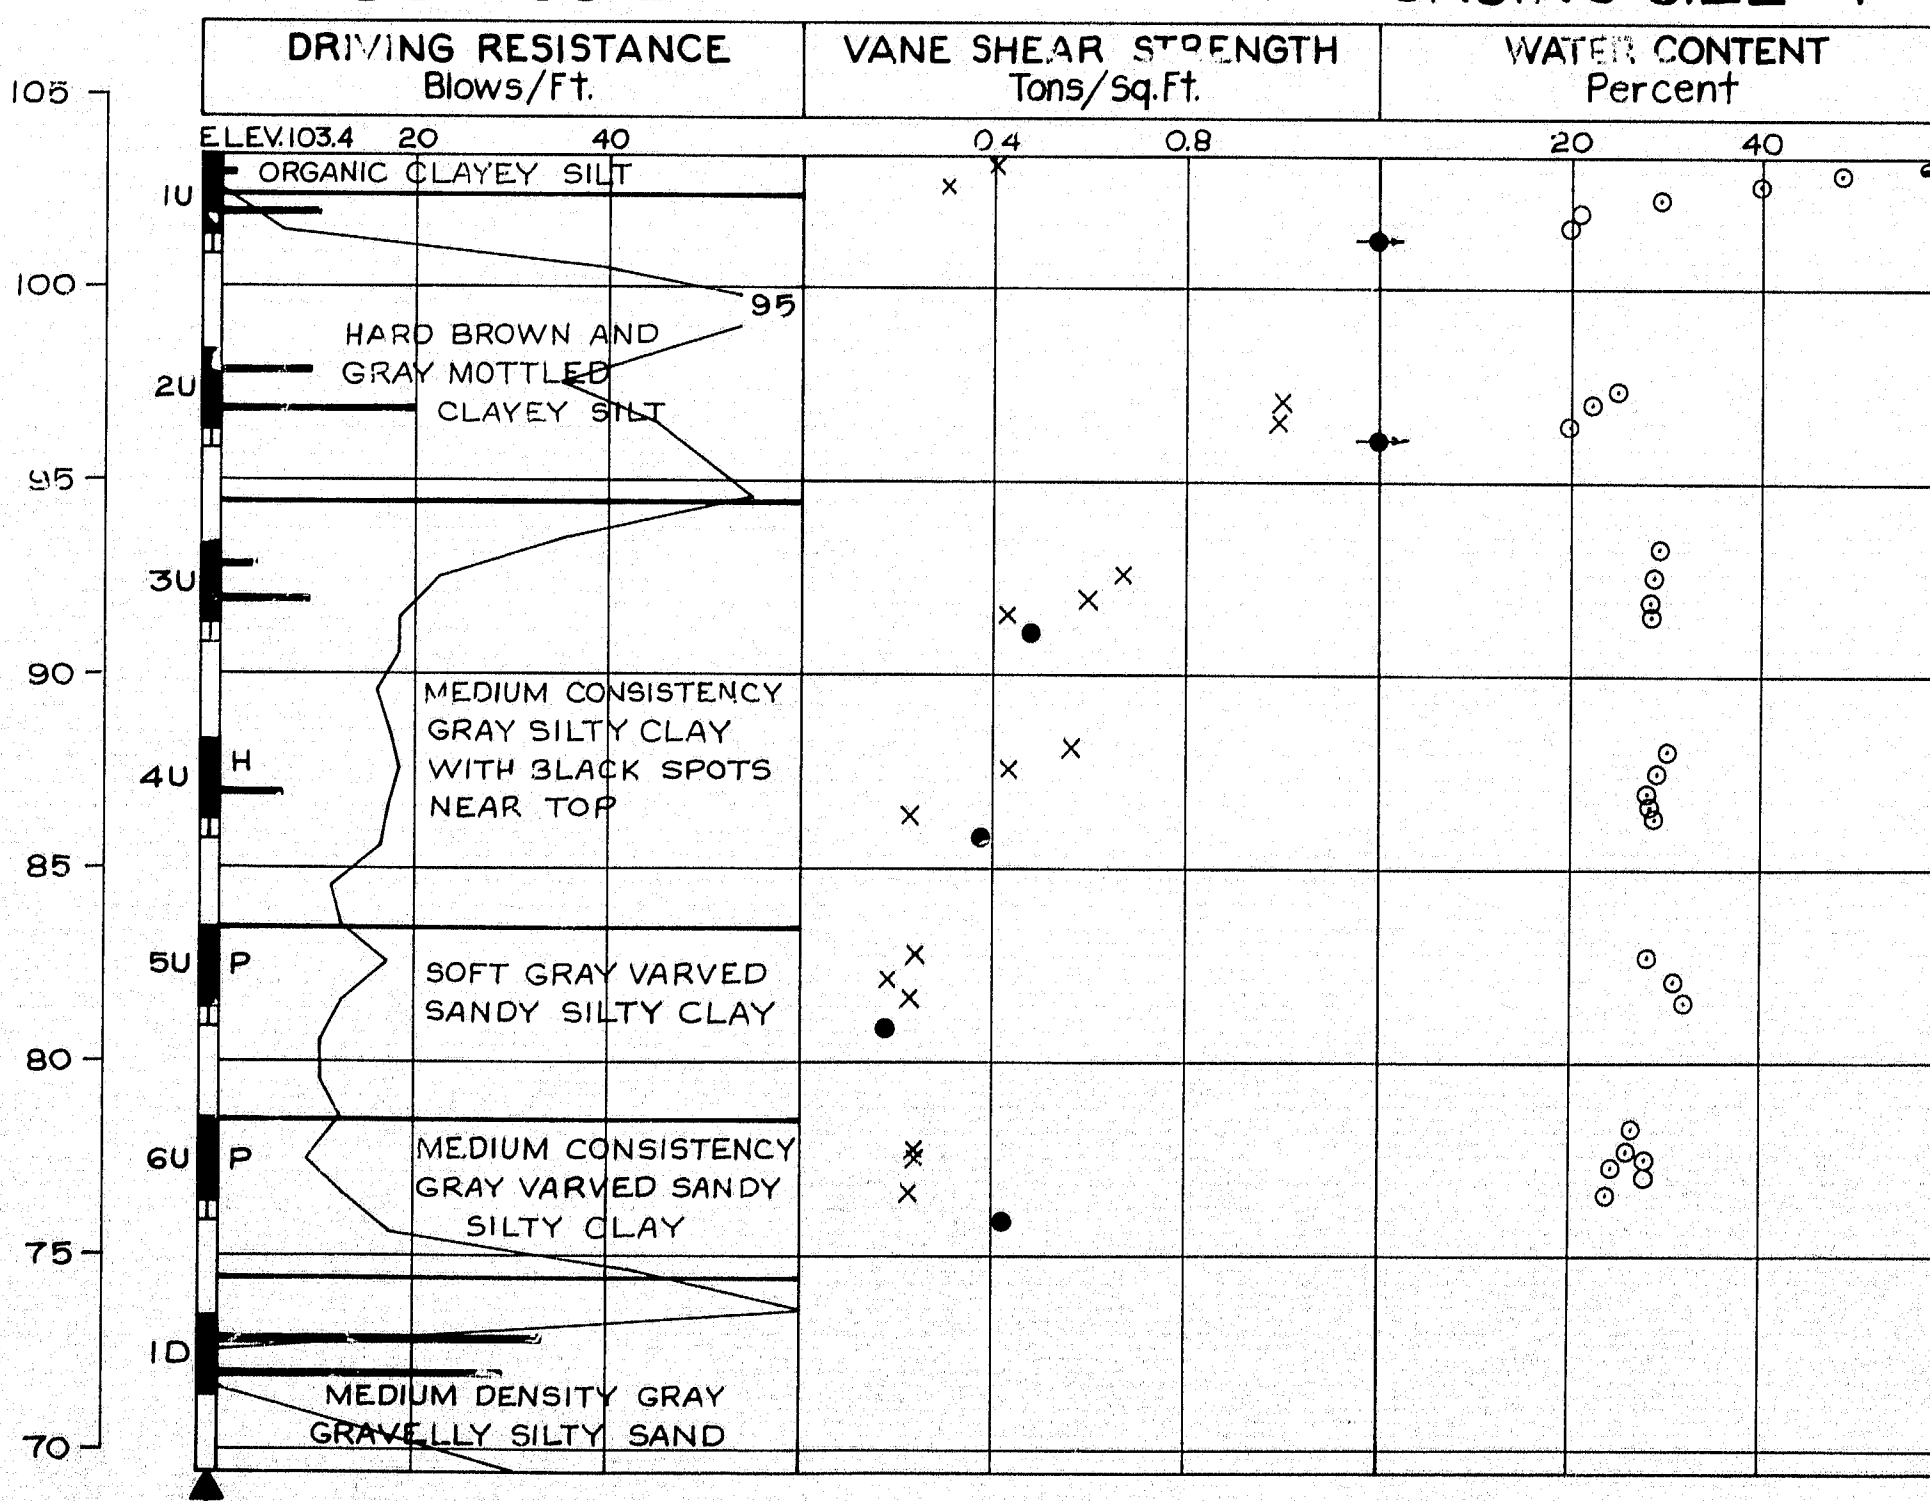 DRIVING RESISTANCE
Blows/Ft.
VANE SHEAR STRENGTH
Tons/Sq.Ft.
WATER CONTENT
Percent
ELEV.103.4 20 40
0.4 0.8
20 40
105
100
95
90
85
80
75
70
1U
2U
3U
4U H
5U P
6U P
1D
ORGANIC CLAYEY SILT
95
HARD BROWN AND
GRAY MOTTLED
CLAYEY SILT
MEDIUM CONSISTENCY
GRAY SILTY CLAY
WITH BLACK SPOTS
NEAR TOP
SOFT GRAY VARVED
SANDY SILTY CLAY
MEDIUM CONSISTENCY
GRAY VARVED SANDY
SILTY CLAY
MEDIUM DENSITY GRAY
GRAVELLY SILTY SAND